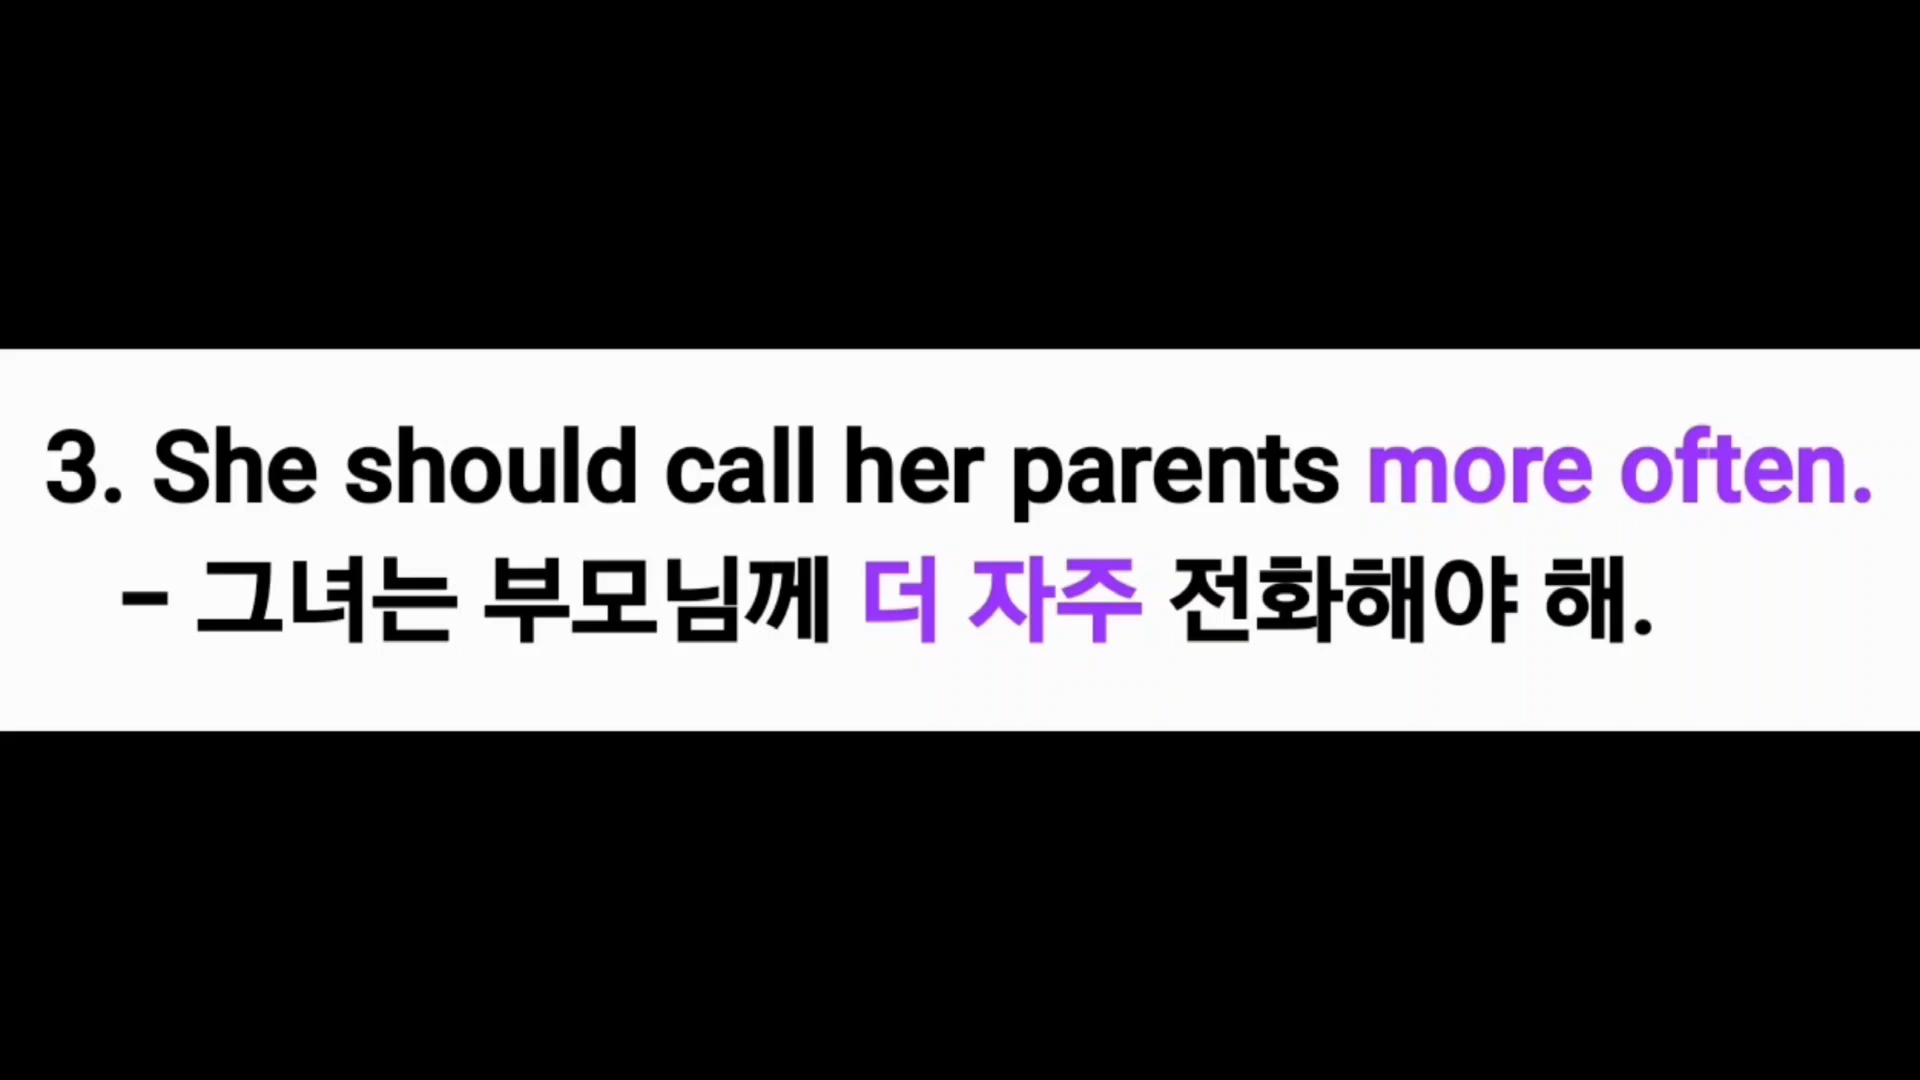 3. She should call her parents more often.
- 그녀는 부모님께 더 자주 전화해야 해.